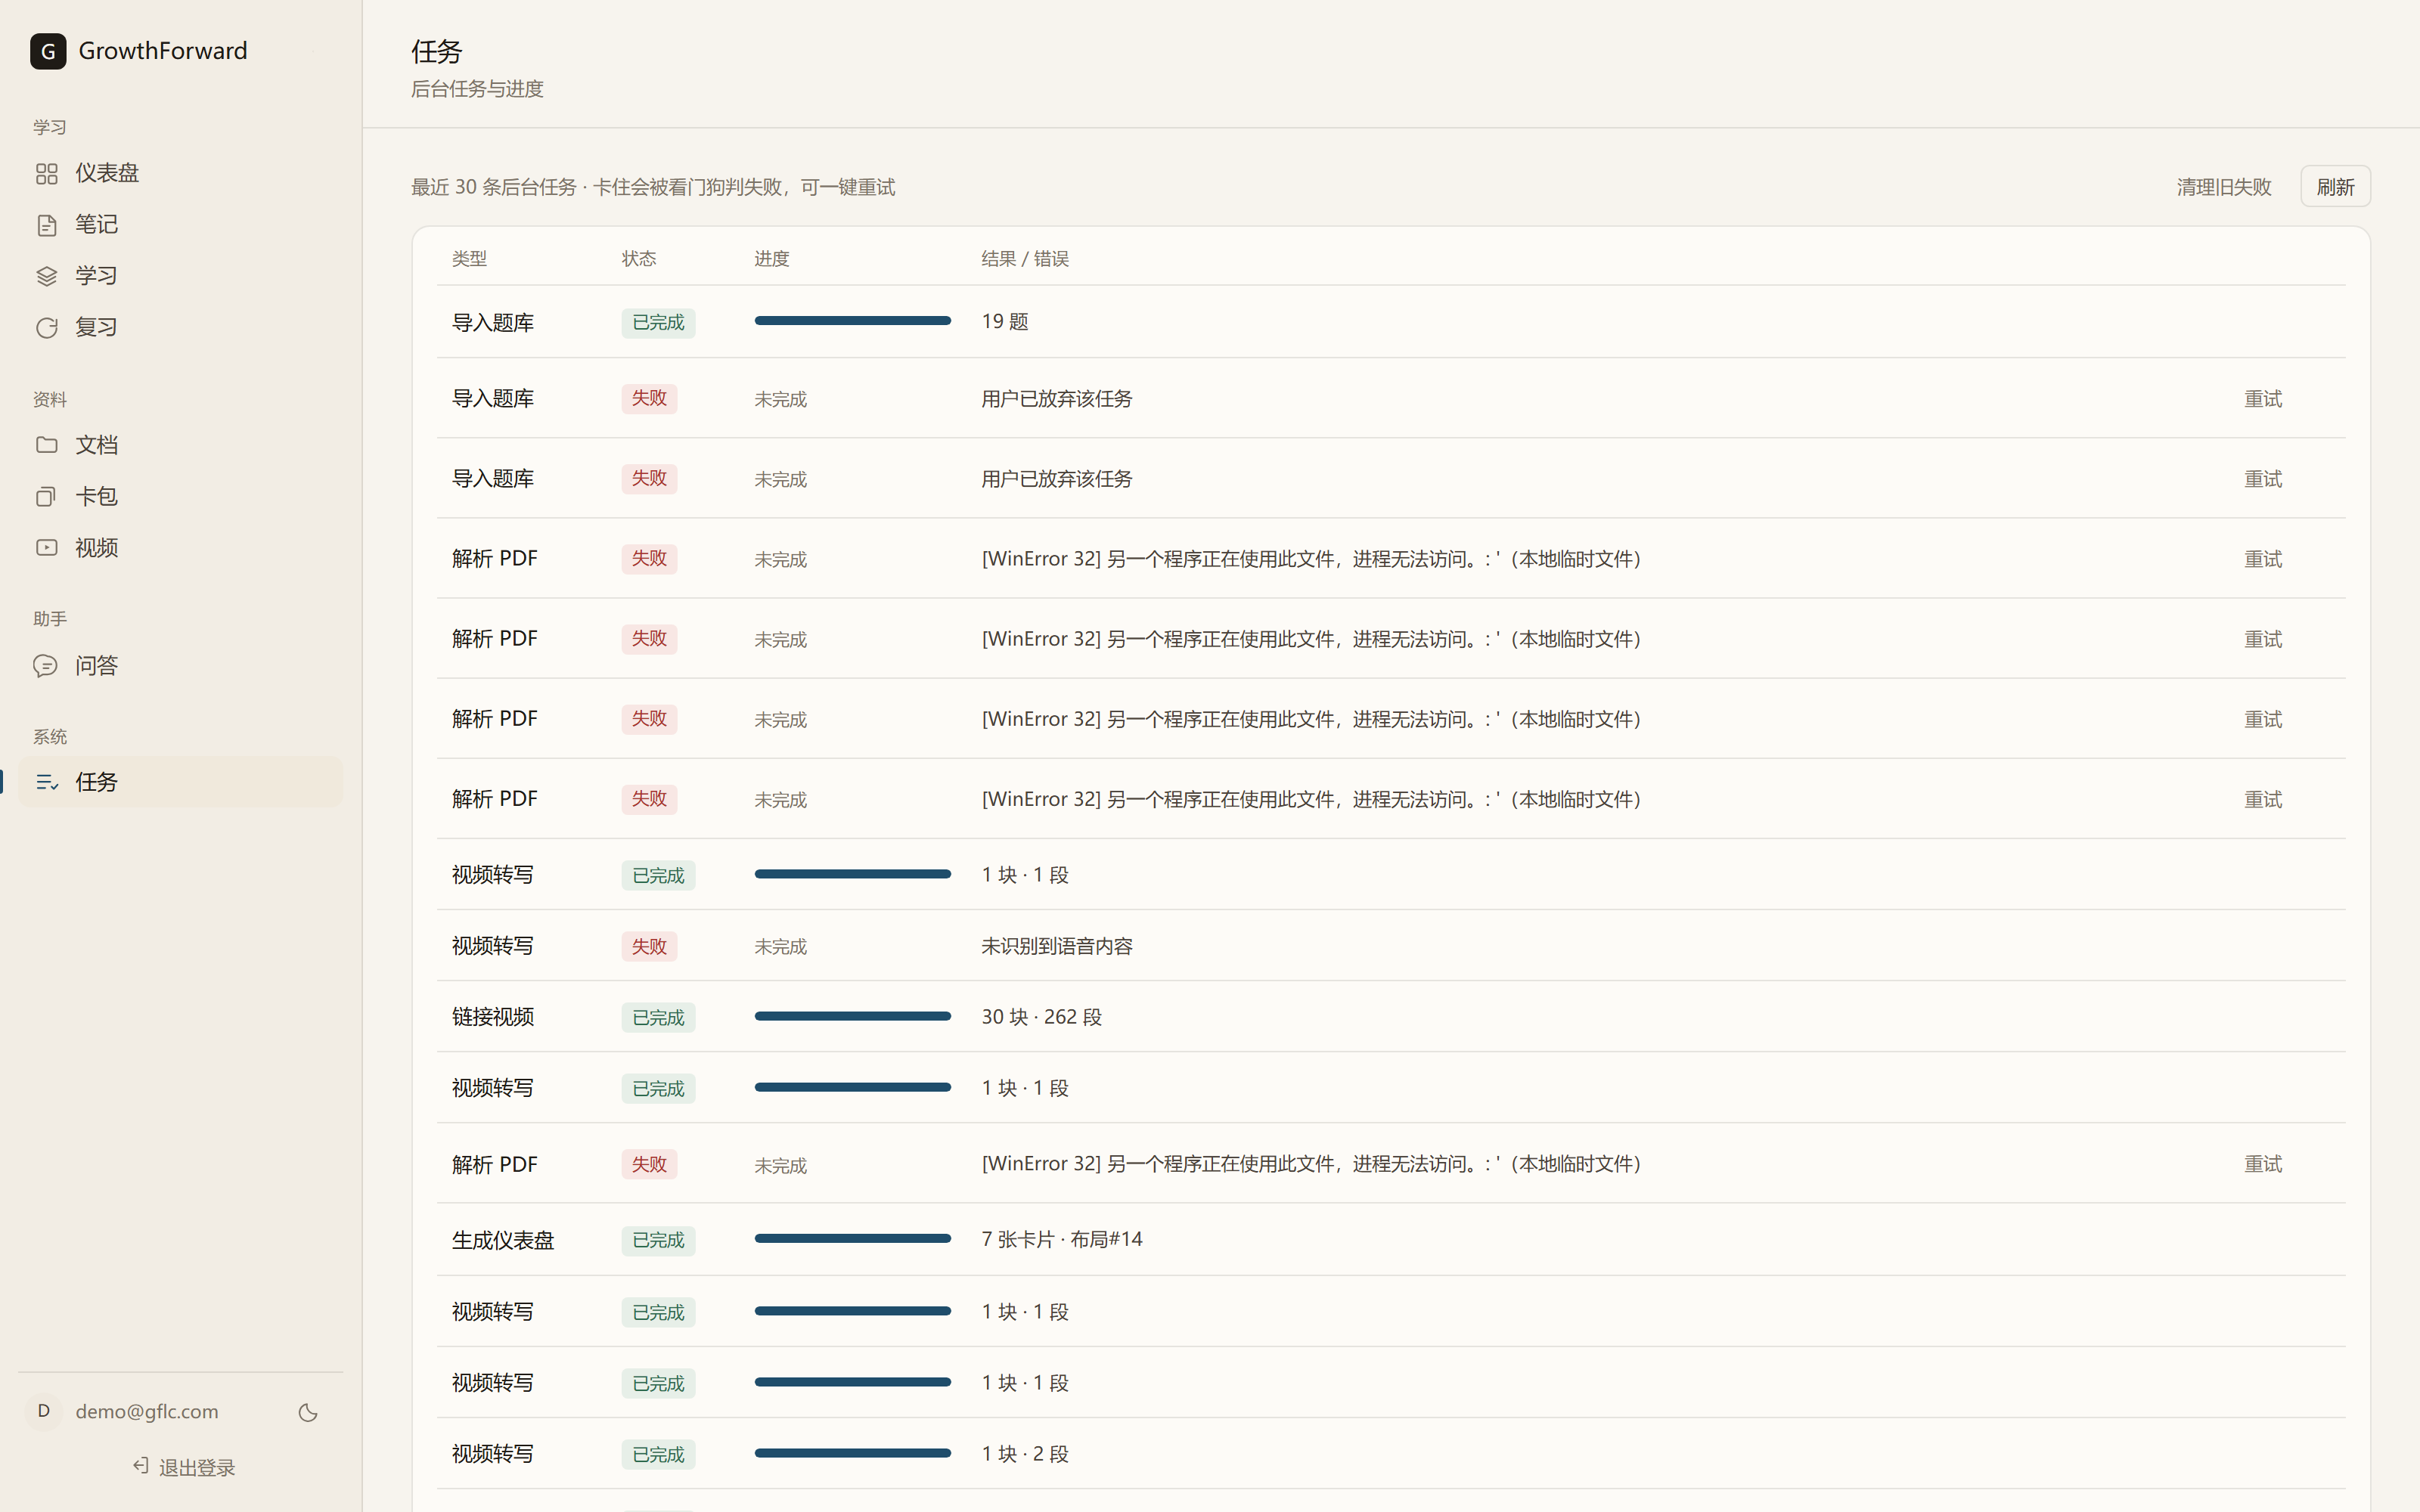 G GrowthForward
学习
仪表盘
笔记
学习
复习
资料
文档
卡包
视频
助手
问答
系统
任务
D demo@gflc.com
退出登录
任务
后台任务与进度
最近 30 条后台任务 · 卡住会被看门狗判失败，可一键重试 清理旧失败 刷新
类型 状态 进度 结果 / 错误
导入题库 已完成 19 题
导入题库 失败 未完成 用户已放弃该任务 重试
导入题库 失败 未完成 用户已放弃该任务 重试
解析 PDF 失败 未完成 [WinError 32] 另一个程序正在使用此文件，进程无法访问。: '（本地临时文件） 重试
解析 PDF 失败 未完成 [WinError 32] 另一个程序正在使用此文件，进程无法访问。: '（本地临时文件） 重试
解析 PDF 失败 未完成 [WinError 32] 另一个程序正在使用此文件，进程无法访问。: '（本地临时文件） 重试
解析 PDF 失败 未完成 [WinError 32] 另一个程序正在使用此文件，进程无法访问。: '（本地临时文件） 重试
视频转写 已完成 1 块 · 1 段
视频转写 失败 未完成 未识别到语音内容
链接视频 已完成 30 块 · 262 段
视频转写 已完成 1 块 · 1 段
解析 PDF 失败 未完成 [WinError 32] 另一个程序正在使用此文件，进程无法访问。: '（本地临时文件） 重试
生成仪表盘 已完成 7 张卡片 · 布局#14
视频转写 已完成 1 块 · 1 段
视频转写 已完成 1 块 · 1 段
视频转写 已完成 1 块 · 2 段